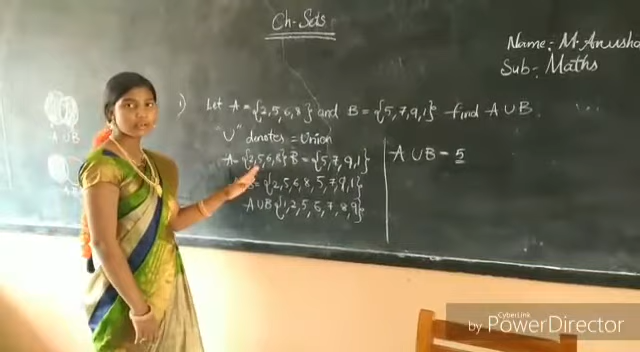 Ch-Sets
Name: M. Anusha
Sub: Maths
1) Let A = {2,5,6,8} and B = {5,7,9,1} find A U B.
"U" denotes = Union
A = {2,5,6,8} B = {5,7,9,1}
B = {2,5,6,8,5,7,9,1}
A U B {1,2,5,6,7,8,9}
A U B = 5
A U B
by CyberLink PowerDirector